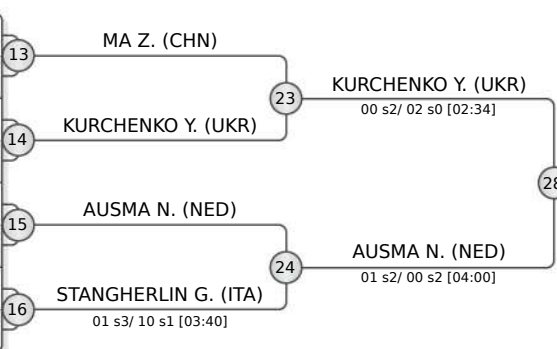 13
MA Z. (CHN)
23
KURCHENKO Y. (UKR)
00 s2/ 02 s0 [02:34]
14
KURCHENKO Y. (UKR)
28
15
AUSMA N. (NED)
24
AUSMA N. (NED)
01 s2/ 00 s2 [04:00]
16
STANGHERLIN G. (ITA)
01 s3/ 10 s1 [03:40]